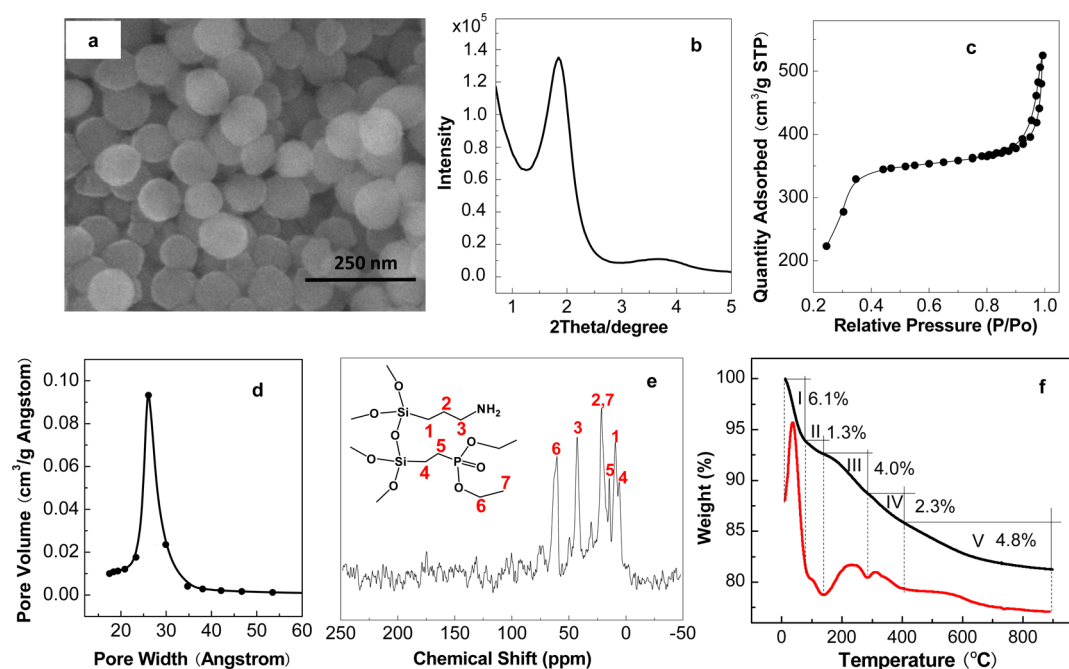 a
250 nm
x10⁵
b
1.4
1.2
1.0
0.8
0.6
0.4
0.2
0.0
Intensity
1 2 3 4 5
2Theta/degree
c
500
400
300
200
Quantity Adsorbed (cm³/g STP)
0.2 0.4 0.6 0.8 1.0
Relative Pressure (P/Po)
d
0.10
0.08
0.06
0.04
0.02
0.00
Pore Volume (cm³/g Angstom)
20 30 40 50 60
Pore Width (Angstrom)
e
O
O Si 2 NH₂
1 3
O 5 O
O Si P O
4 O 7
O 6
2,7
6 3 1
5 4
250 200 150 100 50 0 -50
Chemical Shift (ppm)
f
100
95
90
85
80
Weight (%)
I 6.1%
II 1.3%
III 4.0%
IV 2.3%
V 4.8%
0 200 400 600 800
Temperature (°C)